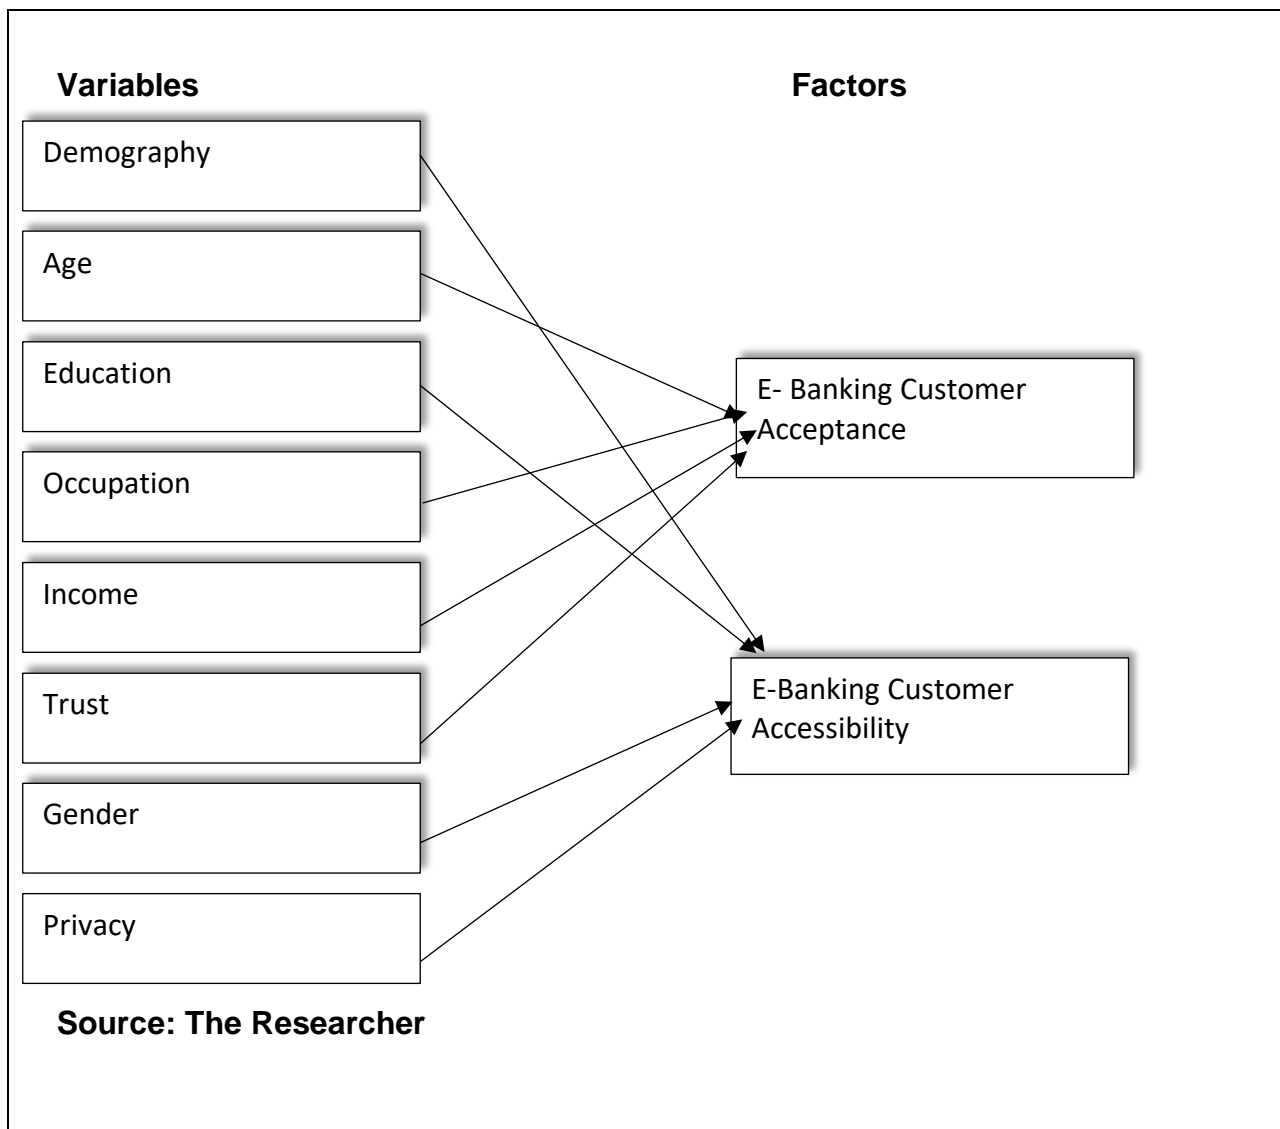 Variables
Factors
Demography
Age
Education
Occupation
Income
Trust
Gender
Privacy
E- Banking Customer
Acceptance
E-Banking Customer
Accessibility
Source: The Researcher